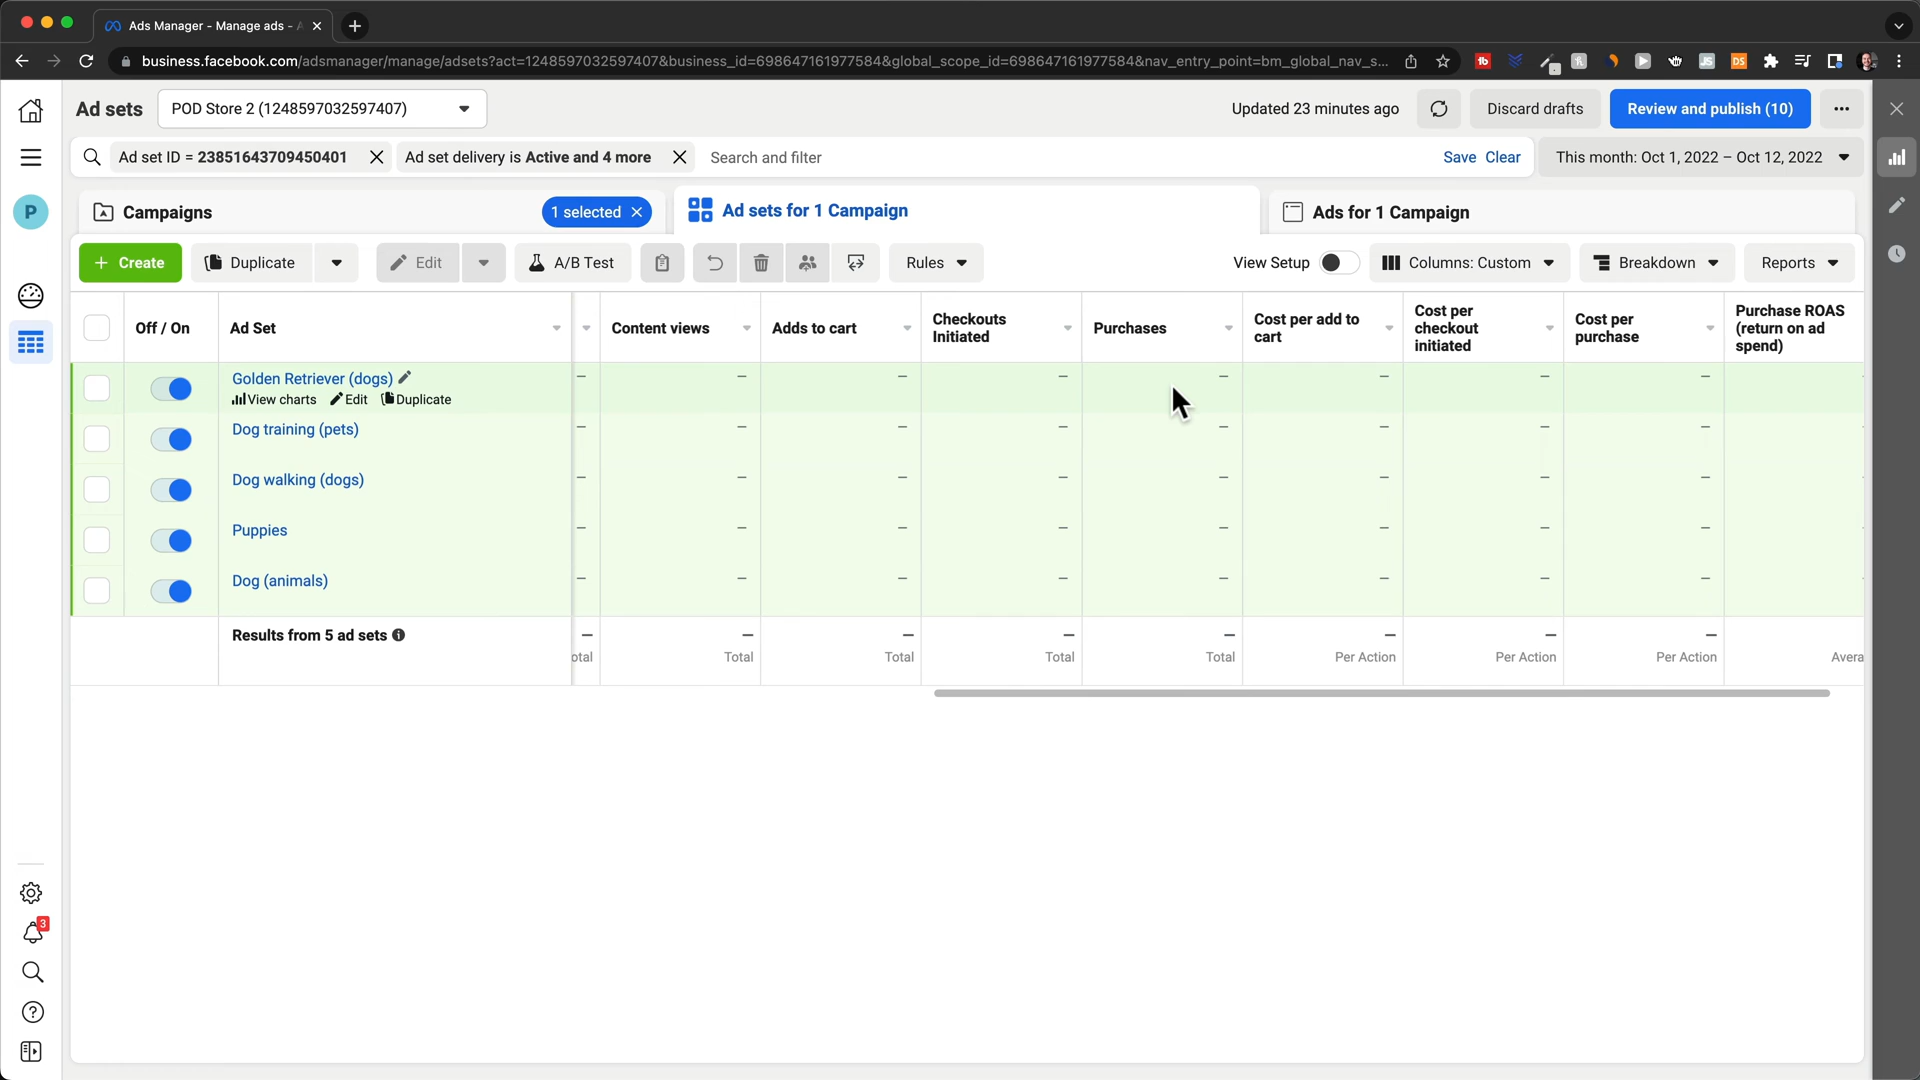 Ads Manager - Manage ads - A
business.facebook.com/adsmanager/manage/adsets?act=1248597032597407&business_id=698647161977584&global_scope_id=698647161977584&nav_entry_point=bm_global_nav_s...
Ad sets
POD Store 2 (1248597032597407)
Updated 23 minutes ago
Discard drafts
Review and publish (10)
Ad set ID = 23851643709450401
Ad set delivery is Active and 4 more
Search and filter
Save
Clear
This month: Oct 1, 2022 – Oct 12, 2022
P
Campaigns
1 selected
Ad sets for 1 Campaign
Ads for 1 Campaign
+ Create
Duplicate
Edit
A/B Test
Rules
View Setup
Columns: Custom
Breakdown
Reports
Off / On
Ad Set
Content views
Adds to cart
Checkouts
Initiated
Purchases
Cost per add to
cart
Cost per
checkout
initiated
Cost per
purchase
Purchase ROAS
(return on ad
spend)
Golden Retriever (dogs)
– – – – – – – –
View charts Edit Duplicate
Dog training (pets)
– – – – – – – –
Dog walking (dogs)
– – – – – – – –
Puppies
– – – – – – – –
Dog (animals)
– – – – – – – –
Results from 5 ad sets
– – – – – – – –
otal
Total
Total
Total
Total
Per Action
Per Action
Per Action
Avera
3